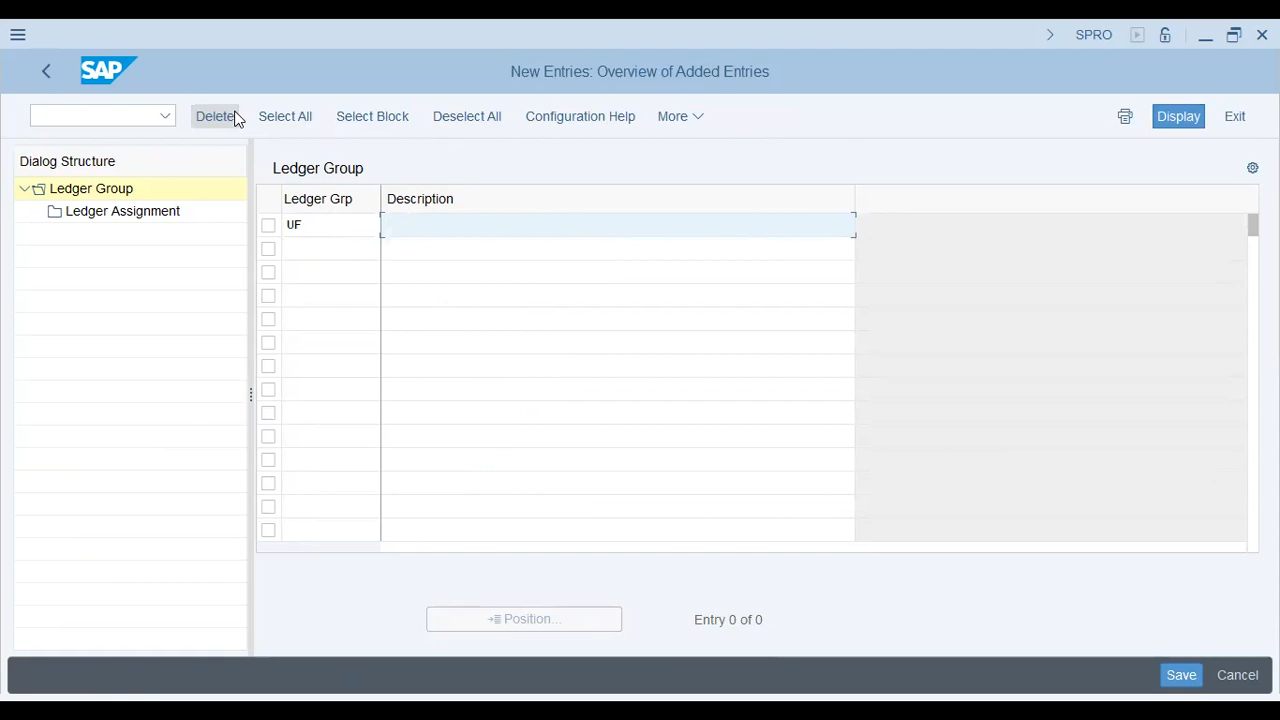 SPRO
SAP
New Entries: Overview of Added Entries
Delete
Select All
Select Block
Deselect All
Configuration Help
More
Display
Exit
Dialog Structure
Ledger Group
Ledger Assignment
Ledger Group
Ledger Grp
Description
UF
Position...
Entry 0 of 0
Save
Cancel